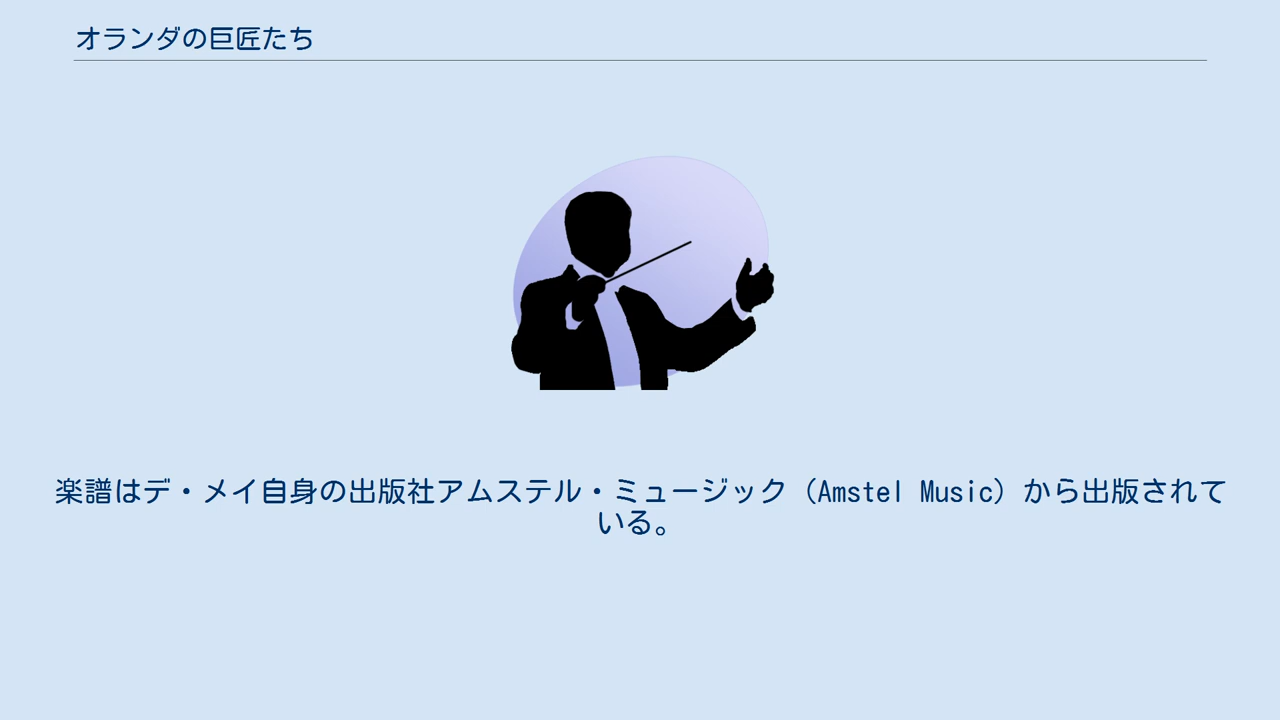 オランダの巨匠たち
楽譜はデ・メイ自身の出版社アムステル・ミュージック（Amstel Music）から出版されて
いる。